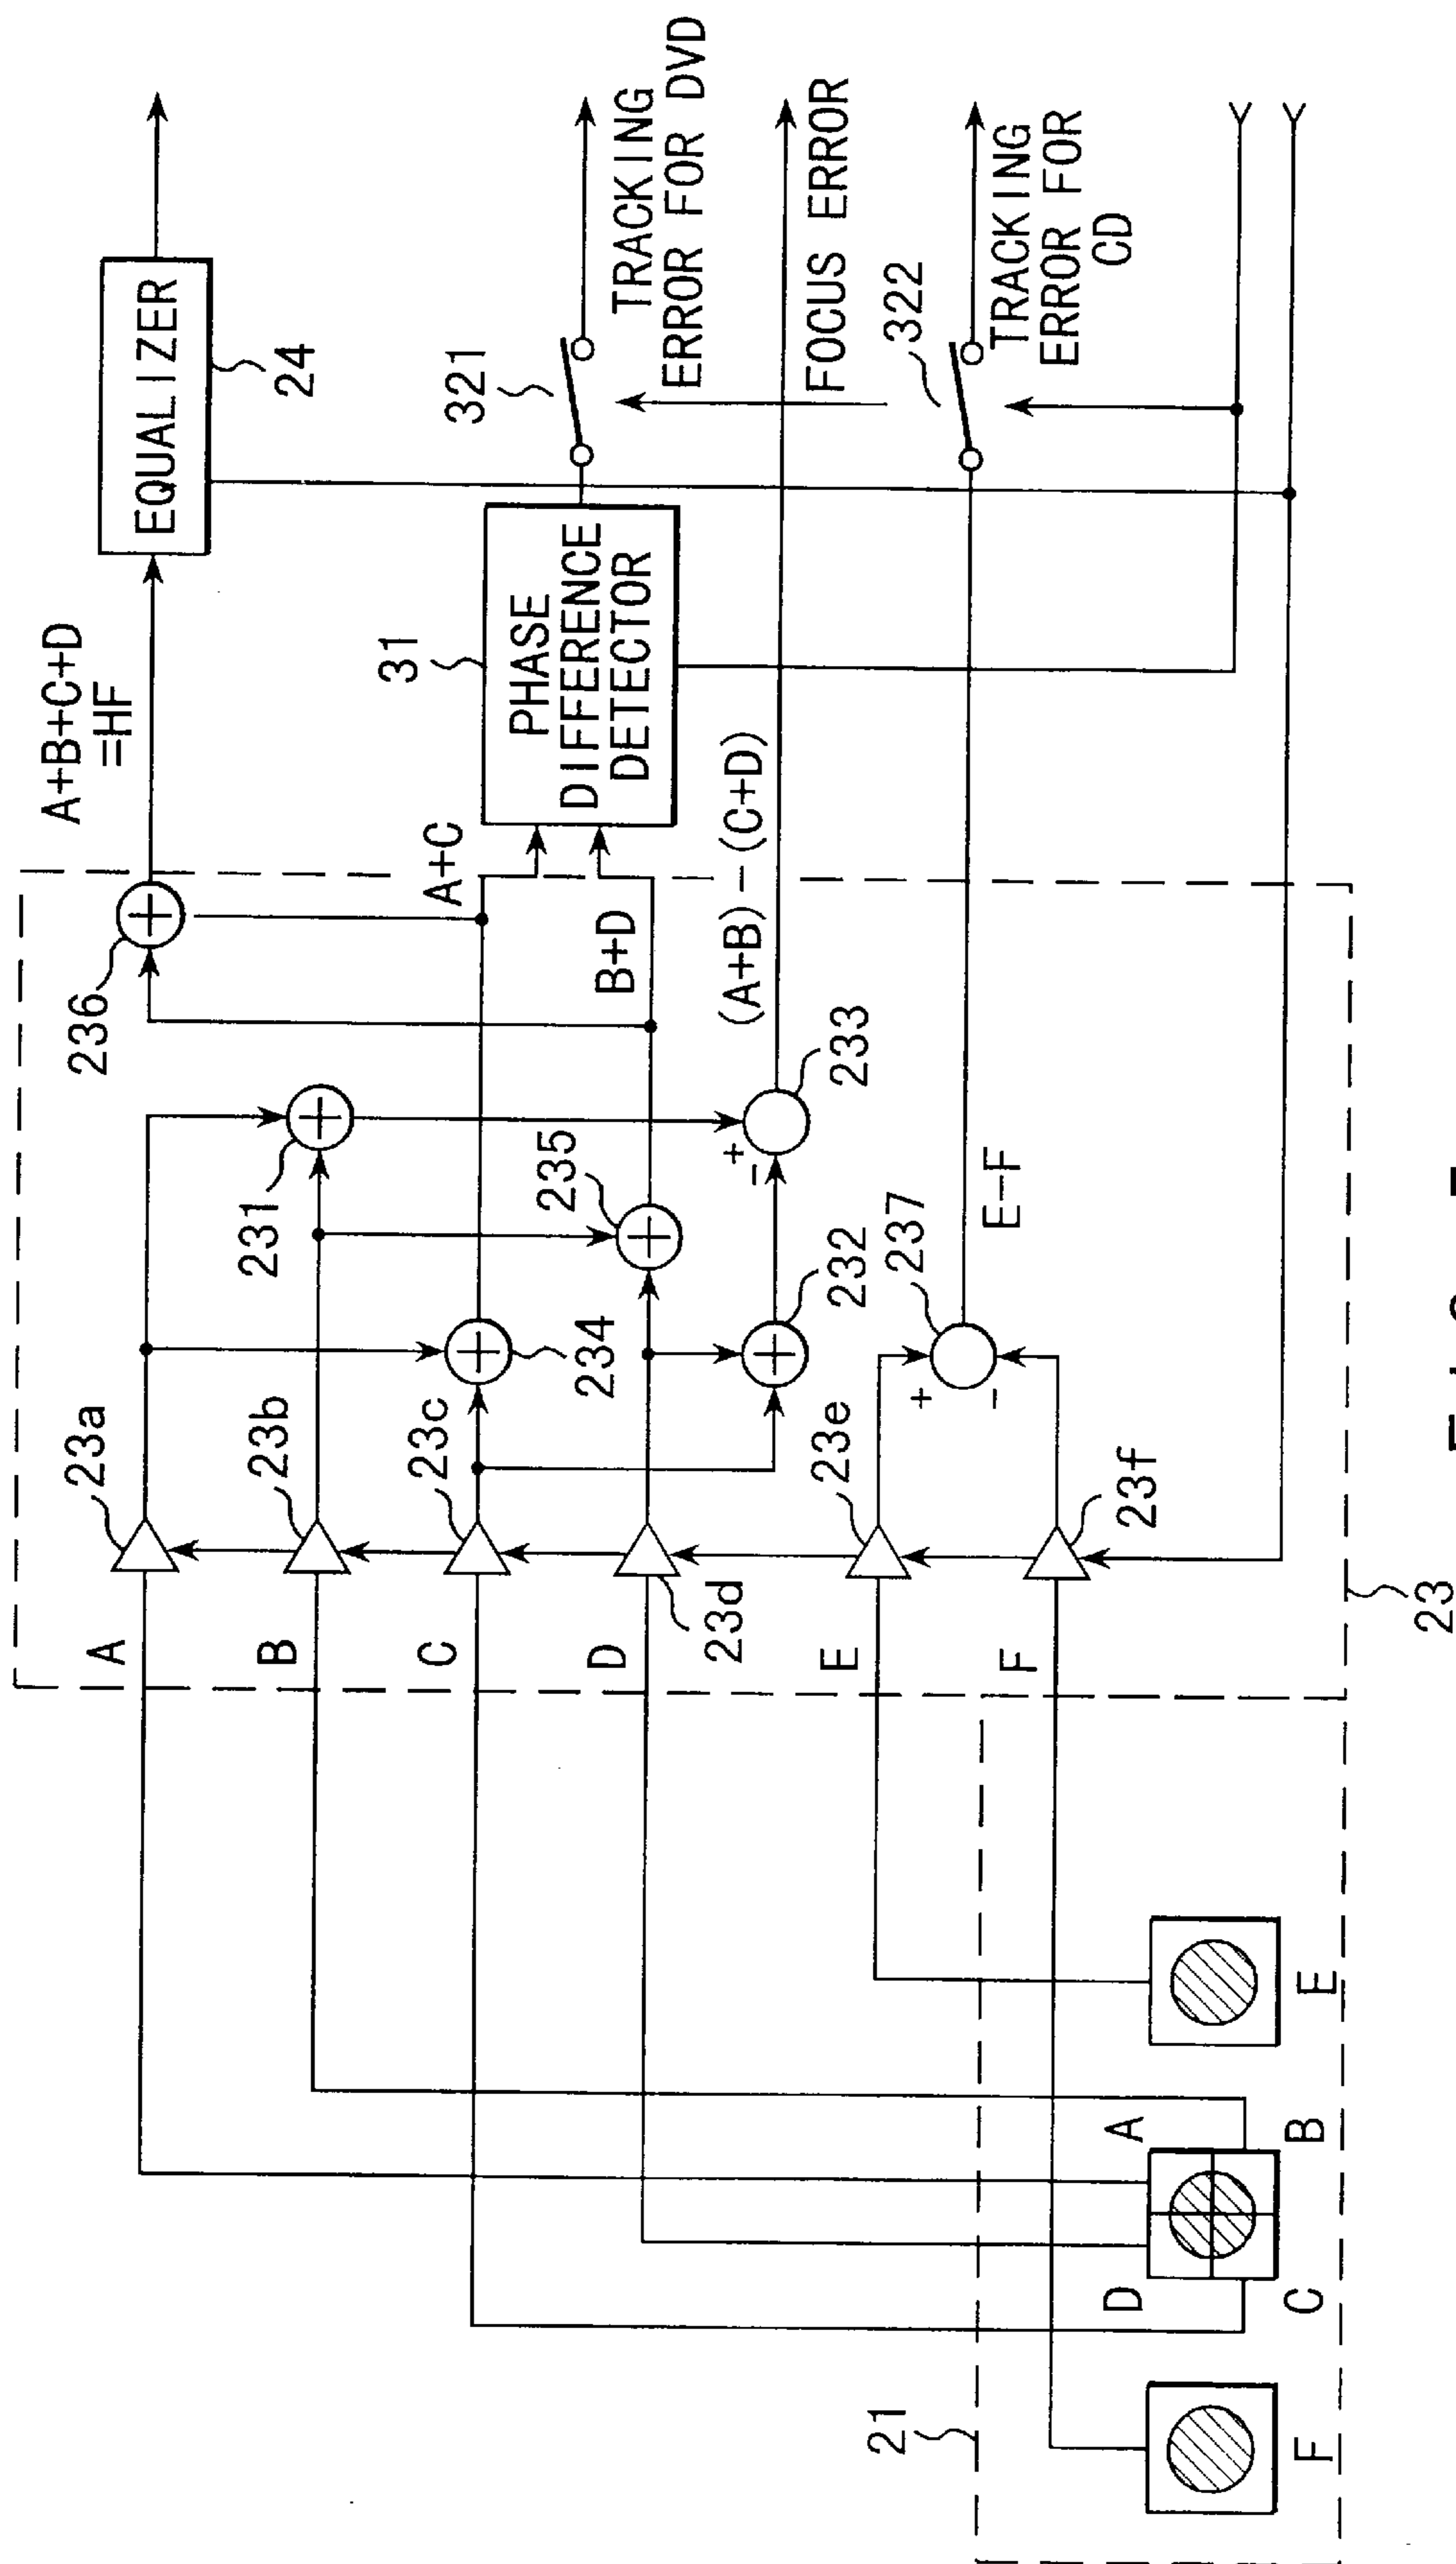 A+B+C+D
=HF
EQUALIZER
24
236
A+C
31
PHASE
DIFFERENCE
DETECTOR
321
TRACKING
ERROR FOR DVD
B+D
(A+B)-(C+D)
FOCUS ERROR
322
TRACKING
ERROR FOR
CD
23a
231
23b
23c
234
235
233
232
23d
23e
237
E-F
23f
A
B
C
D
E
F
23
21
F
D
A
C
B
E